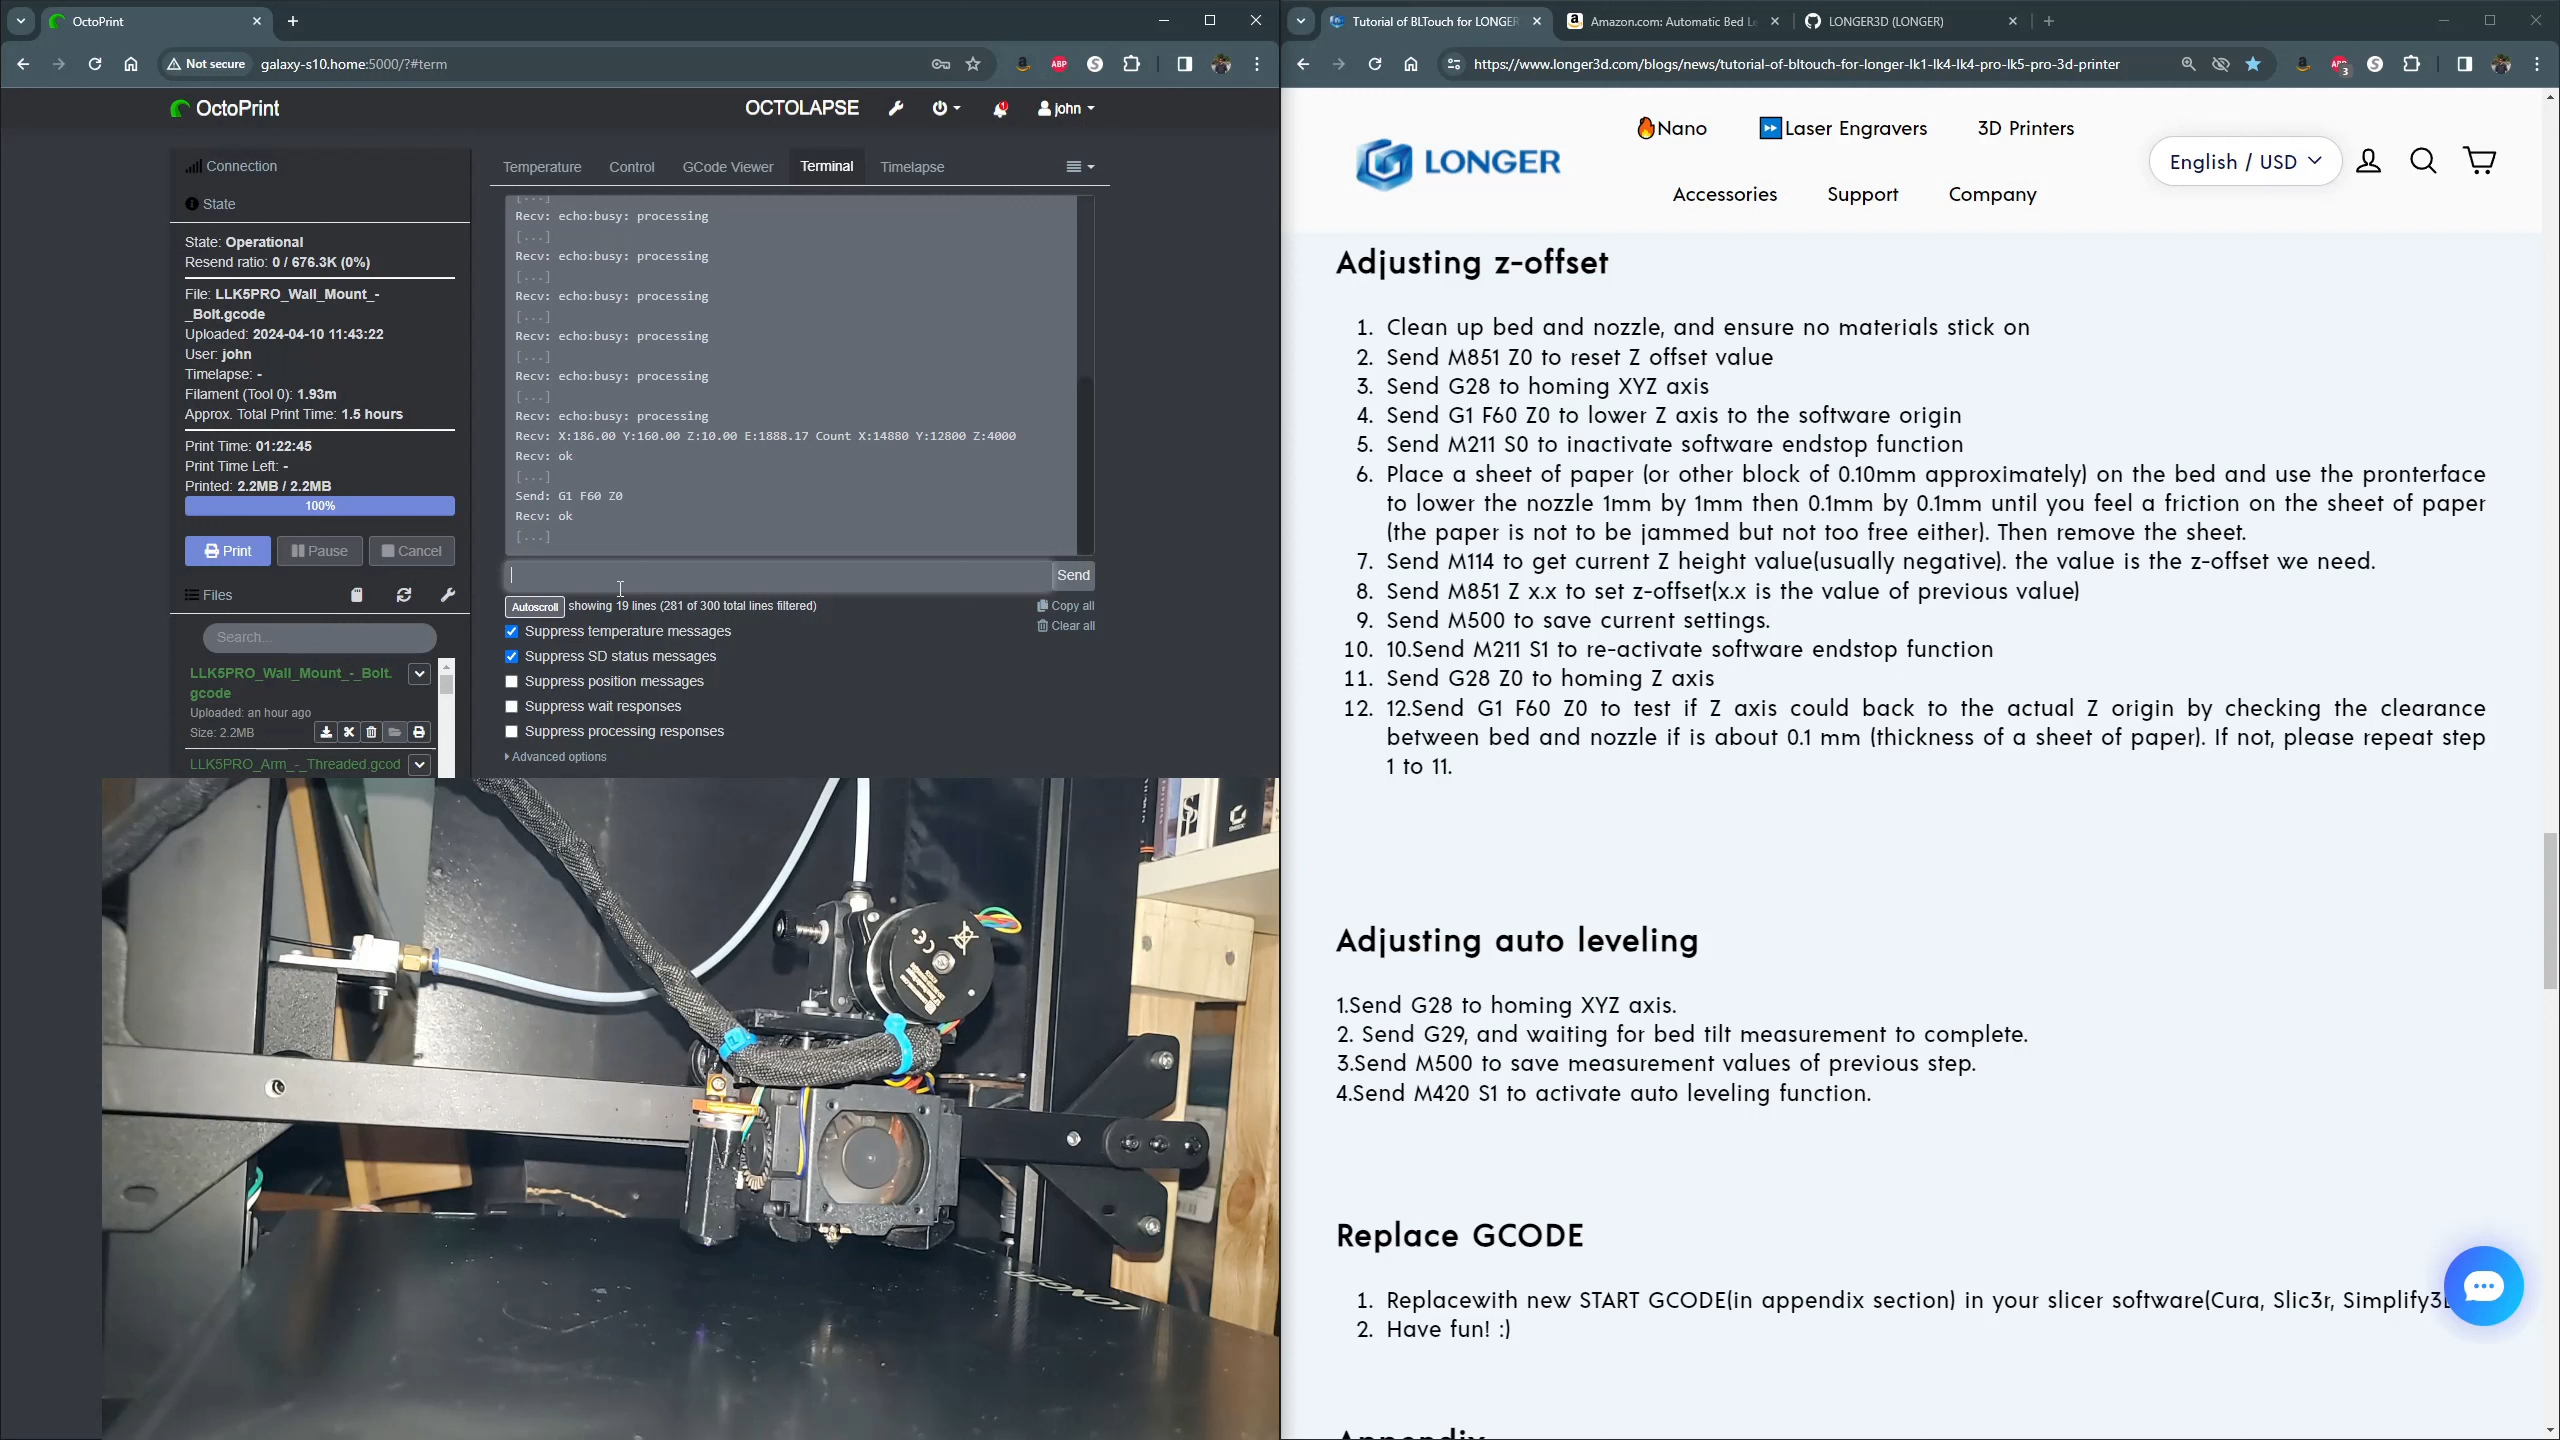 OctoPrint
Not secure galaxy-s10.home:5000/?#term
OctoPrint
OCTOLAPSE
1
john
Connection
State
State: Operational
Resend ratio: 0 / 676.3K (0%)
File: LLK5PRO_Wall_Mount_-
_Bolt.gcode
Uploaded: 2024-04-10 11:43:22
User: john
Timelapse: -
Filament (Tool 0): 1.93m
Approx. Total Print Time: 1.5 hours
Print Time: 01:22:45
Print Time Left: -
Printed: 2.2MB / 2.2MB
100%
Print Pause Cancel
Files
Search...
LLK5PRO_Wall_Mount_-_Bolt.
gcode
Uploaded: an hour ago
Size: 2.2MB
LLK5PRO_Arm_-_Threaded.gcod
Temperature Control GCode Viewer Terminal Timelapse
[...]
Recv: echo:busy: processing
[...]
Recv: echo:busy: processing
[...]
Recv: echo:busy: processing
[...]
Recv: echo:busy: processing
[...]
Recv: echo:busy: processing
[...]
Recv: echo:busy: processing
Recv: X:186.00 Y:160.00 Z:10.00 E:1888.17 Count X:14880 Y:12800 Z:4000
Recv: ok
[...]
Send: G1 F60 Z0
Recv: ok
[...]
Send
Autoscroll showing 19 lines (281 of 300 total lines filtered)
Copy all
Clear all
Suppress temperature messages
Suppress SD status messages
Suppress position messages
Suppress wait responses
Suppress processing responses
Advanced options
LONGER
Tutorial of BLTouch for LONGER
Amazon.com: Automatic Bed Le
LONGER3D (LONGER)
https://www.longer3d.com/blogs/news/tutorial-of-bltouch-for-longer-lk1-lk4-lk4-pro-lk5-pro-3d-printer
ABP
3
LONGER
Nano Laser Engravers 3D Printers
Accessories Support Company
English / USD
Adjusting z-offset
1. Clean up bed and nozzle, and ensure no materials stick on
2. Send M851 Z0 to reset Z offset value
3. Send G28 to homing XYZ axis
4. Send G1 F60 Z0 to lower Z axis to the software origin
5. Send M211 S0 to inactivate software endstop function
6. Place a sheet of paper (or other block of 0.10mm approximately) on the bed and use the pronterface
to lower the nozzle 1mm by 1mm then 0.1mm by 0.1mm until you feel a friction on the sheet of paper
(the paper is not to be jammed but not too free either). Then remove the sheet.
7. Send M114 to get current Z height value(usually negative). the value is the z-offset we need.
8. Send M851 Z x.x to set z-offset(x.x is the value of previous value)
9. Send M500 to save current settings.
10. 10.Send M211 S1 to re-activate software endstop function
11. Send G28 Z0 to homing Z axis
12. 12.Send G1 F60 Z0 to test if Z axis could back to the actual Z origin by checking the clearance
between bed and nozzle if is about 0.1 mm (thickness of a sheet of paper). If not, please repeat step
1 to 11.
Adjusting auto leveling
1.Send G28 to homing XYZ axis.
2. Send G29, and waiting for bed tilt measurement to complete.
3.Send M500 to save measurement values of previous step.
4.Send M420 S1 to activate auto leveling function.
Replace GCODE
1. Replacewith new START GCODE(in appendix section) in your slicer software(Cura, Slic3r, Simplify3
2. Have fun! :)
Appendix